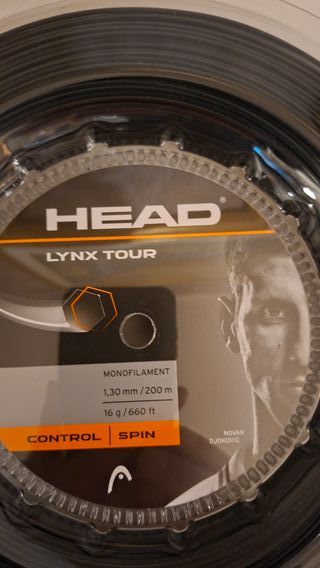 HEAD®
LYNX TOUR
MONOFILAMENT
1,30 mm/200 m
16 g/660 ft
CONTROL | SPIN
NOVAK
DJOKOVIC